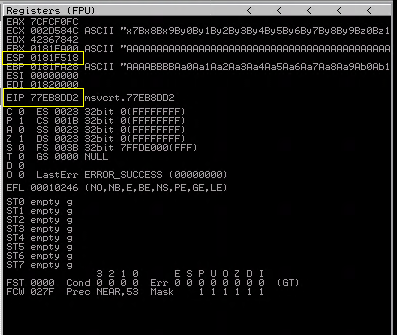 Registers (FPU) < < < <
EAX 7CFCF0FC
ECX 002D584C ASCII "x7Bx8Bx9By0By1By2By3By4By5By6By7By8By9Bz0Bz1
EDX 42367842
EBX 0181FA00 ASCII "AAAAAAAAAAAAAAAAAAAAAAAAAAAAAAAAAAAAAAAAAAAA
ESP 0181F518
EBP 0181FA28 ASCII "AAAABBBBAa0Aa1Aa2Aa3Aa4Aa5Aa6Aa7Aa8Aa9Ab0Ab1
ESI 00000000
EDI 01820000
EIP 77EB8DD2 msvcrt.77EB8DD2
C 0 ES 0023 32bit 0(FFFFFFFF)
P 1 CS 001B 32bit 0(FFFFFFFF)
A 0 SS 0023 32bit 0(FFFFFFFF)
Z 1 DS 0023 32bit 0(FFFFFFFF)
S 0 FS 003B 32bit 7FFDE000(FFF)
T 0 GS 0000 NULL
D 0
O 0 LastErr ERROR_SUCCESS (00000000)
EFL 00010246 (NO,NB,E,BE,NS,PE,GE,LE)
ST0 empty g
ST1 empty g
ST2 empty g
ST3 empty g
ST4 empty g
ST5 empty g
ST6 empty g
ST7 empty g
3 2 1 0 E S P U O Z D I
FST 0000 Cond 0 0 0 0 Err 0 0 0 0 0 0 0 0 (GT)
FCW 027F Prec NEAR,53 Mask 1 1 1 1 1 1